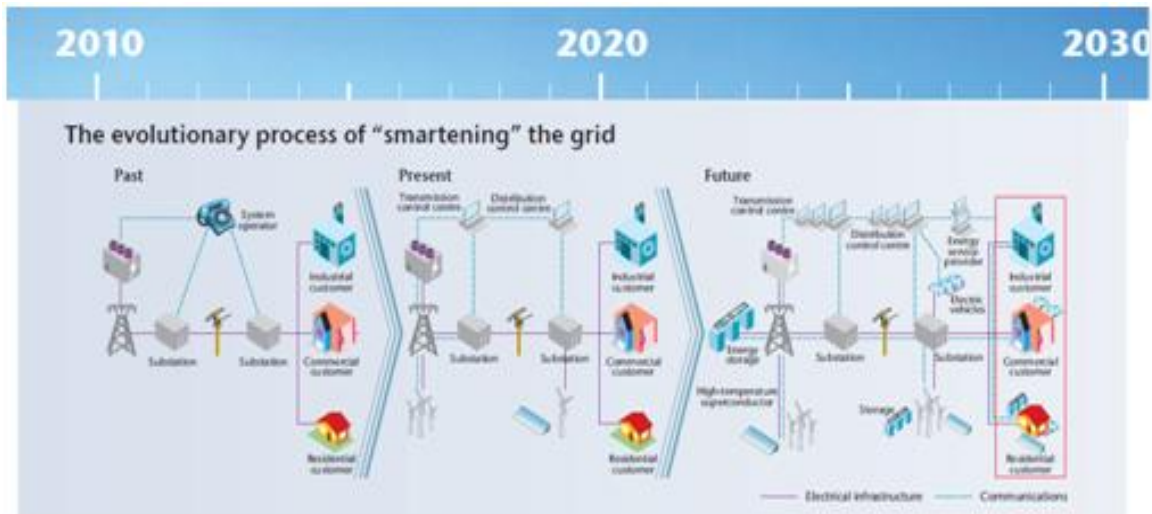 2010 2020 2030
The evolutionary process of “smartening” the grid
Past
System
operator
Industrial
customer
Substation
Substation
Commercial
customer
Residential
customer
Present
Transmission
control centre
Distribution
control centre
Industrial
customer
Substation
Substation
Commercial
customer
Residential
customer
Future
Transmission
control centre
Distribution
control centre
Energy
service
provider
Industrial
customer
Electric
vehicles
Energy
storage
Substation
Substation
Commercial
customer
High-temperature
superconductor
Storage
Residential
customer
Electrical infrastructure
Communications